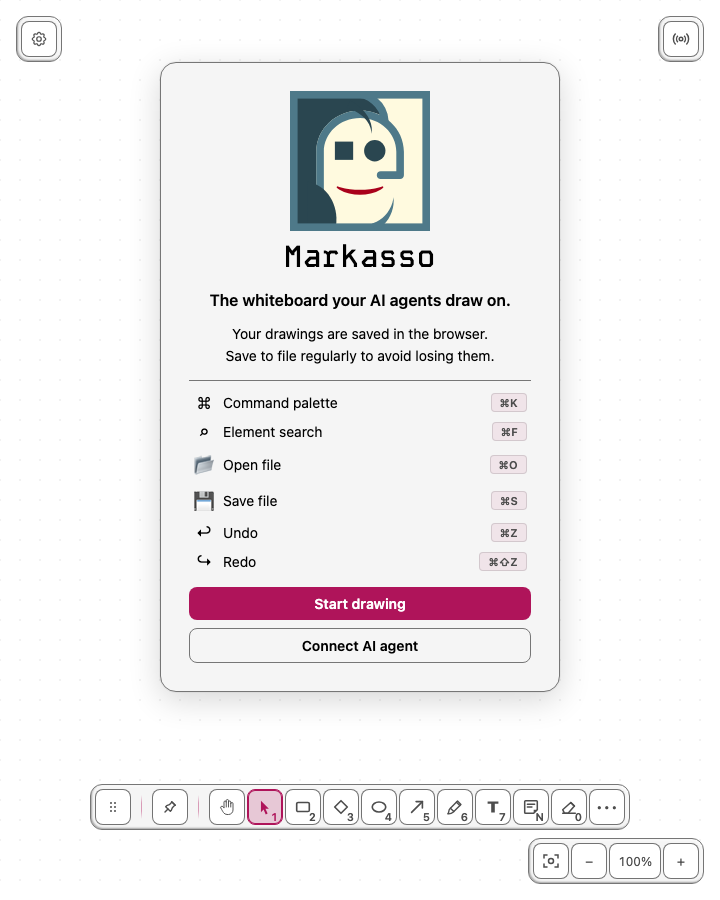 Markasso
The whiteboard your AI agents draw on.
Your drawings are saved in the browser.
Save to file regularly to avoid losing them.
⌘ Command palette ⌘K
Element search ⌘F
Open file ⌘O
Save file ⌘S
Undo ⌘Z
Redo ⌘⇧Z
Start drawing
Connect AI agent
1 2 3 4 5 6 T 7 N 0 ···
− 100% +